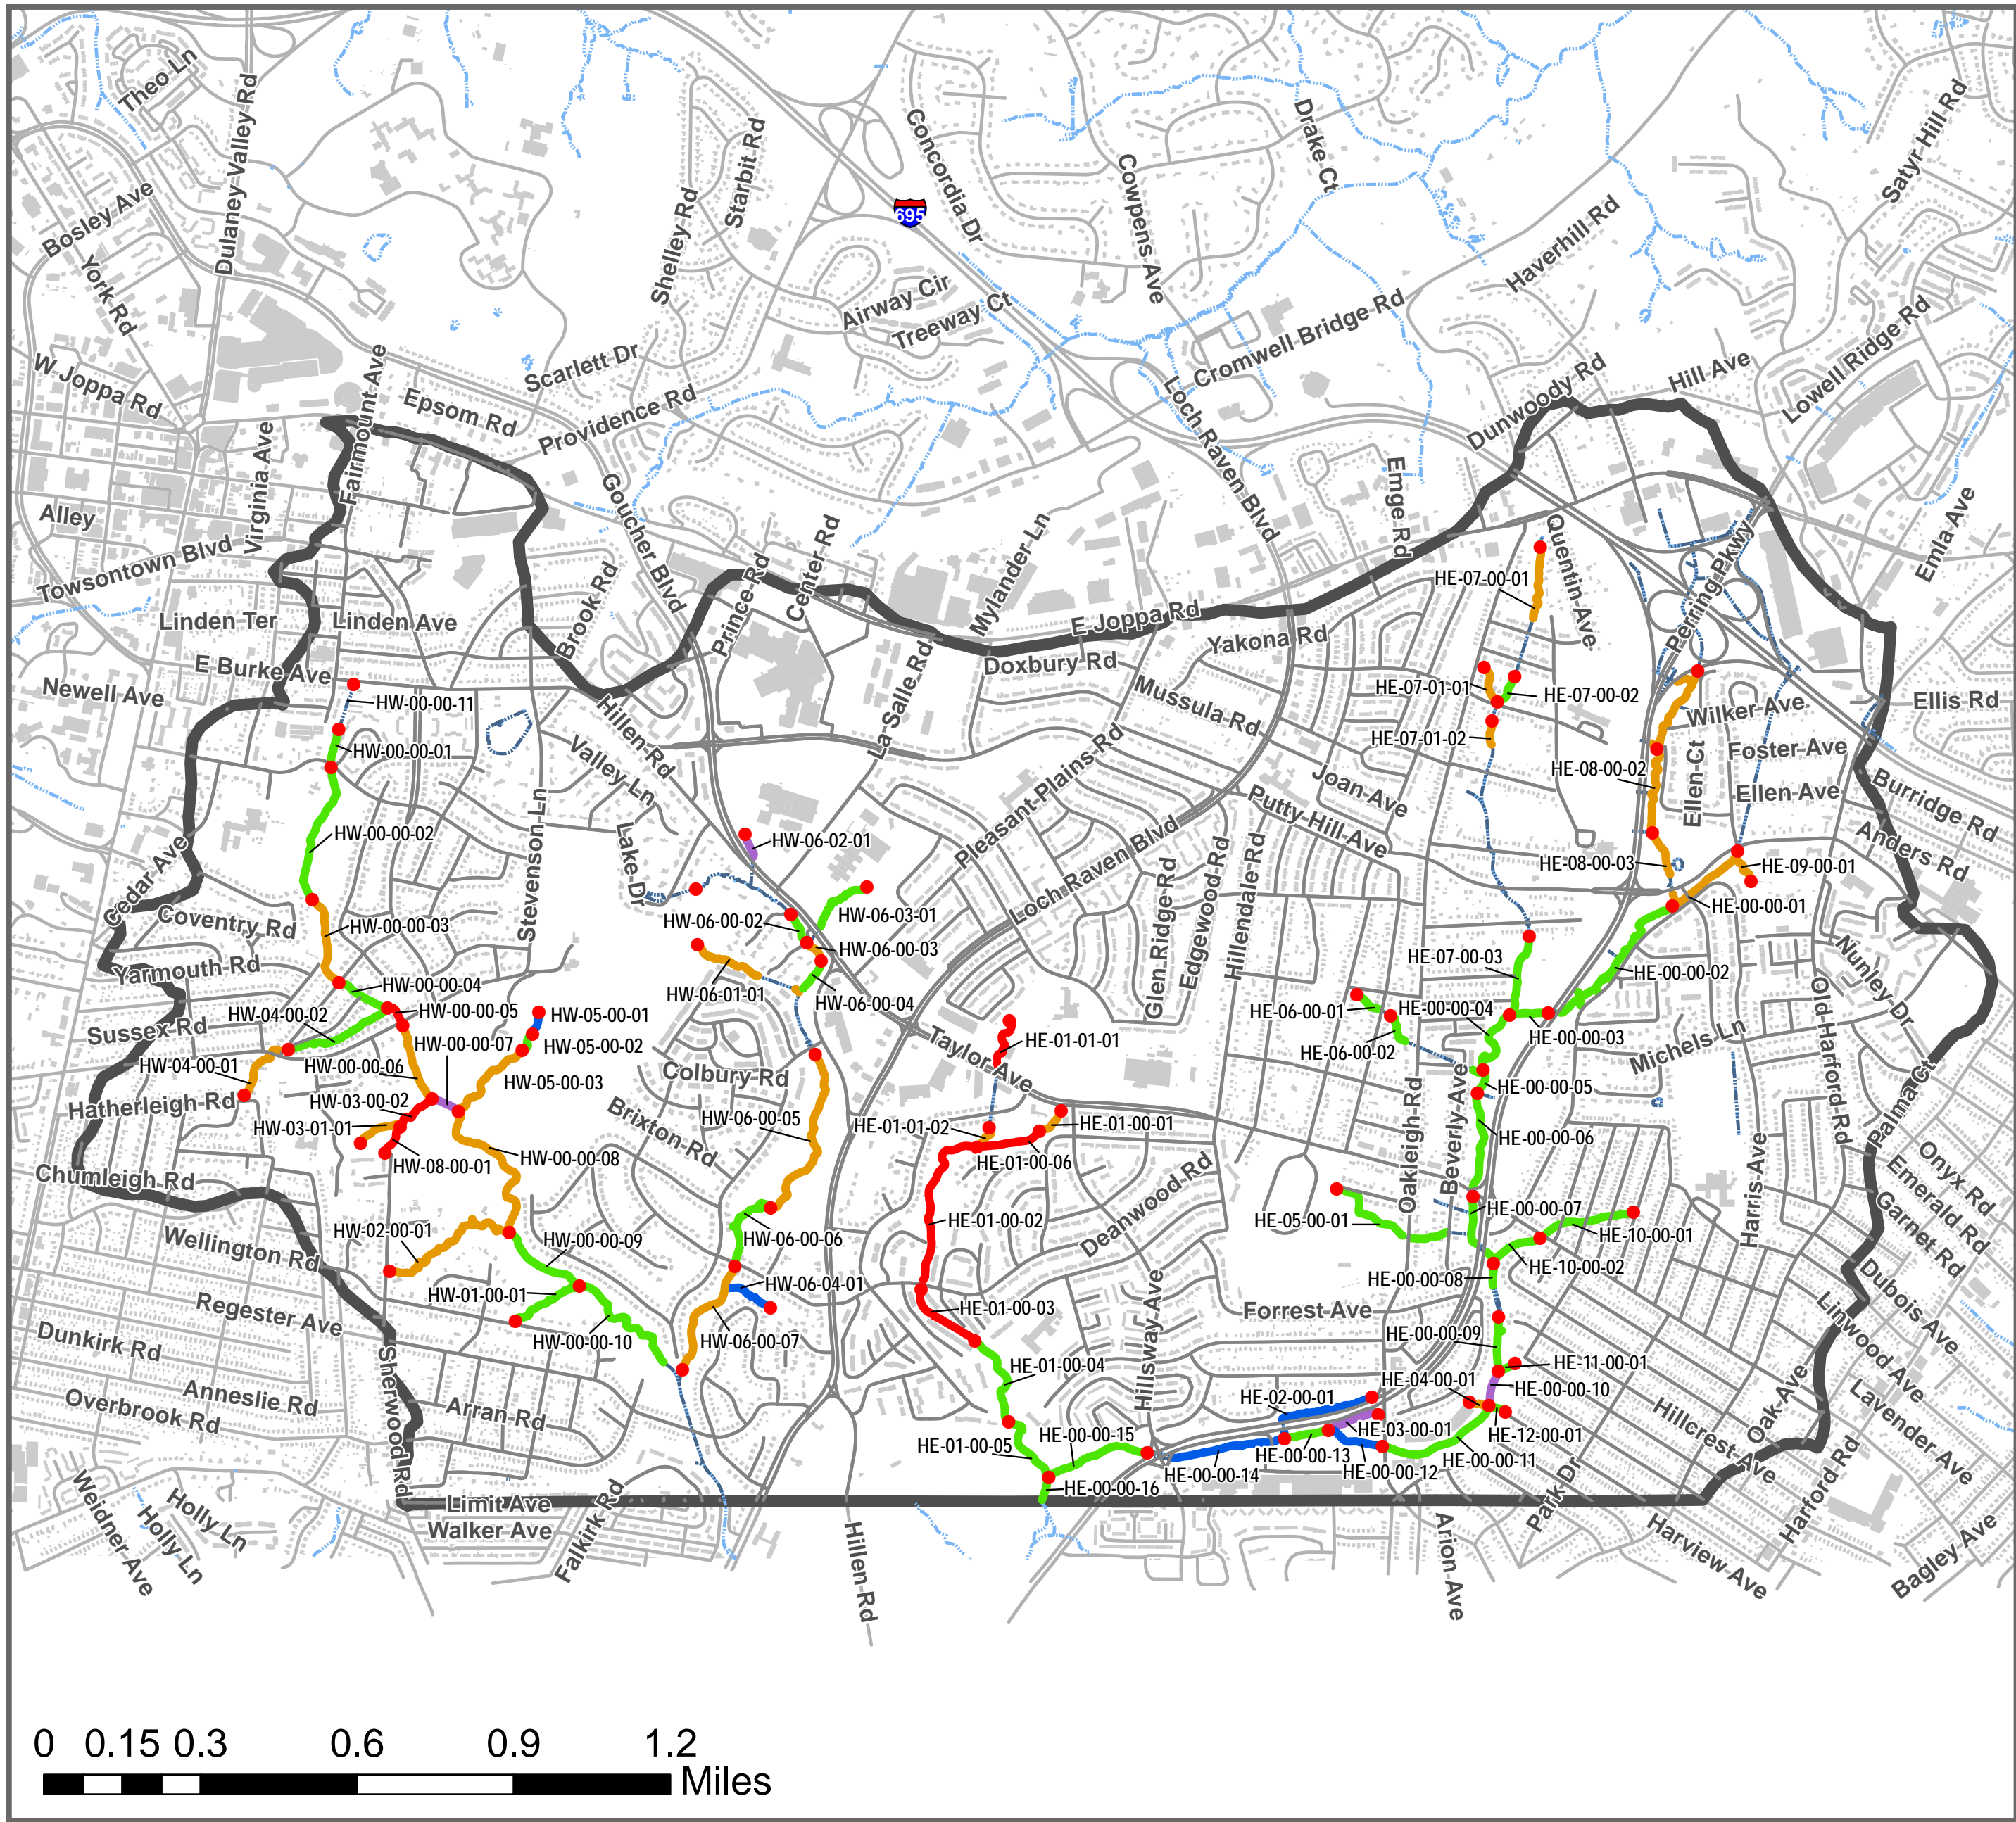 Theo Ln
Dulaney Valley Rd
Bosley Ave
York Rd
W Joppa Rd
Starbit Rd
Shelley Rd
Concordia Dr
695
Cowpens Ave
Drake Ct
Satyr Hill Rd
Haverhill Rd
Airway Cir
Treeway Ct
Cromwell Bridge Rd
Lowell Ridge Rd
Hill Ave
Dunwoody Rd
Scarlett Dr
Providence Rd
Epsom Rd
Fairmount Ave
Virginia Ave
Alley
Towsontown Blvd
Goucher Blvd
Loch Raven Blvd
Emge Rd
Quentin Ave
Perring Pkwy
Emla Ave
Linden Ter
Linden Ave
Brook Rd
Prince Rd
Center Rd
Mylander Ln
E Joppa Rd
Yakona Rd
Doxbury Rd
Mussula Rd
La Salle Rd
E Burke Ave
Newell Ave
Hillen Rd
Valley Ln
HE-07-00-01
HE-07-01-01
HE-07-00-02
HE-07-01-02
Wilker Ave
Ellis Rd
Foster Ave
Ellen Ct
Ellen Ave
Burridge Rd
Anders Rd
HE-08-00-02
HE-08-00-03
HE-09-00-01
HE-00-00-01
HW-00-00-11
HW-00-00-01
HW-00-00-02
Stevenson Ln
Lake Dr
HW-06-02-01
Pleasant Plains Rd
Joan Ave
Putty Hill Ave
Loch Raven Blvd
Glen Ridge Rd
Edgewood Rd
Hillendale Rd
Cedar Ave
Coventry Rd
HW-00-00-03
HW-06-00-02
HW-06-03-01
HW-06-00-03
Yarmouth Rd
HW-00-00-04
HW-06-01-01
HW-06-00-04
HE-07-00-03
HE-00-00-02
Nunley Dr
Old Harford Rd
HW-04-00-02
HW-00-00-05
Sussex Rd
HW-00-00-07
HW-05-00-01
HW-05-00-02
HE-06-00-01
HE-00-00-04
HE-00-00-03
Michels Ln
HE-06-00-02
Taylor Ave
HE-01-01-01
HW-04-00-01
HW-00-00-06
HW-05-00-03
Colbury Rd
Hatherleigh Rd
HW-03-00-02
HW-03-01-01
Brixton Rd
HW-06-00-05
HE-01-01-02
HE-01-00-01
Oakleigh Rd
Beverly Ave
HE-00-00-05
HE-00-00-06
Palmar Ct
HW-08-00-01
HW-00-00-08
HE-01-00-06
Chumleigh Rd
Deanwood Rd
Harris Ave
Onyx Rd
Emerald Rd
Garnet Rd
HE-05-00-01
HE-00-00-07
HE-10-00-01
HE-10-00-02
HE-01-00-02
HW-02-00-01
Wellington Rd
HW-00-00-09
HW-06-00-06
HE-00-00-08
Dubois Ave
HW-06-04-01
HW-01-00-01
Regester Ave
HE-01-00-03
Hillsway Ave
Forrest Ave
Linwood Ave
Dunkirk Rd
HW-00-00-10
HW-06-00-07
HE-00-00-09
HE-11-00-01
HE-01-00-04
HE-04-00-01
HE-00-00-10
Anneslie Rd
Overbrook Rd
Sherwood Rd
Arran Rd
HE-02-00-01
HE-03-00-01
HE-12-00-01
Hillcrest Ave
Oak Ave
Lavender Ave
HE-01-00-05
HE-00-00-15
HE-00-00-13
HE-00-00-11
HE-00-00-14
HE-00-00-12
HE-00-00-16
Park Dr
Harford Rd
Limit Ave
Walker Ave
Weidner Ave
Holly Ln
Holly Ln
Falkirk Rd
Hillen Rd
Arion Ave
Harview Ave
Bagley Ave
0 0.15 0.3 0.6 0.9 1.2
Miles